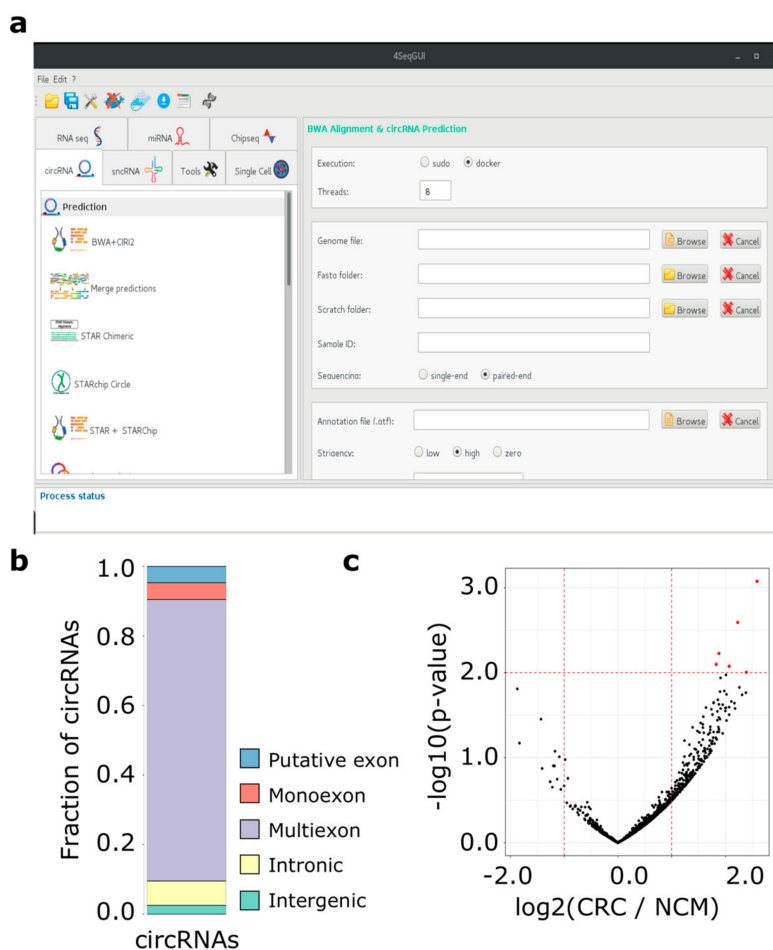 a
4SeqGUI
File Edit ?
RNA seq
miRNA
Chipseq
circRNA
sncRNA
Tools
Single Cell
Prediction
BWA+CIRI2
Merge predictions
STAR Chimeric
STARchip Circle
STAR + STARChip
BWA Alignment & circRNA Prediction
Execution:
sudo
docker
Threads:
8
Genome file:
Browse
Cancel
Fastq folder:
Browse
Cancel
Scratch folder:
Browse
Cancel
Sample ID:
Sequencing:
single-end
paired-end
Annotation file (.gtf):
Browse
Cancel
Strigency:
low
high
zero
Process status
b
Fraction of circRNAs
1.0
0.8
0.6
0.4
0.2
0.0
circRNAs
Putative exon
Monoexon
Multiexon
Intronic
Intergenic
c
-log10(p-value)
3.0
2.0
1.0
0.0
-2.0
0.0
2.0
log2(CRC / NCM)